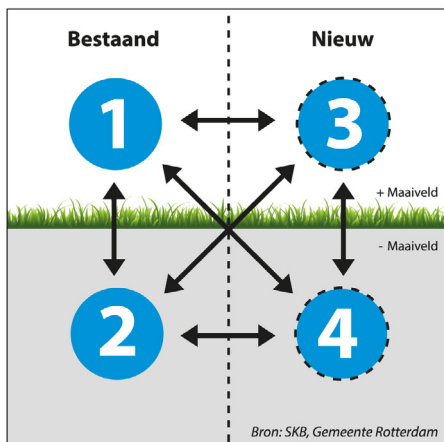 Bestaand Nieuw
1 3
+ Maaiveld
- Maaiveld
2 4
Bron: SKB, Gemeente Rotterdam